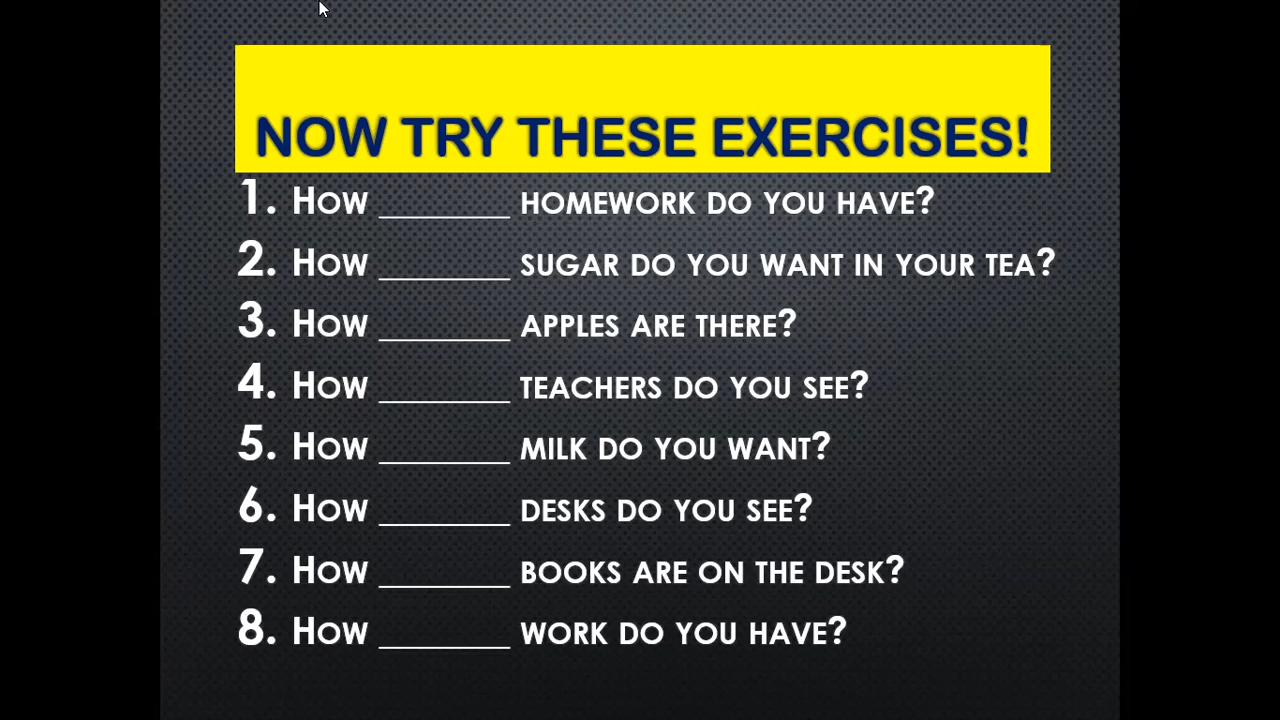 NOW TRY THESE EXERCISES!
1. HOW _______ HOMEWORK DO YOU HAVE?
2. HOW _______ SUGAR DO YOU WANT IN YOUR TEA?
3. HOW _______ APPLES ARE THERE?
4. HOW _______ TEACHERS DO YOU SEE?
5. HOW _______ MILK DO YOU WANT?
6. HOW _______ DESKS DO YOU SEE?
7. HOW _______ BOOKS ARE ON THE DESK?
8. HOW _______ WORK DO YOU HAVE?